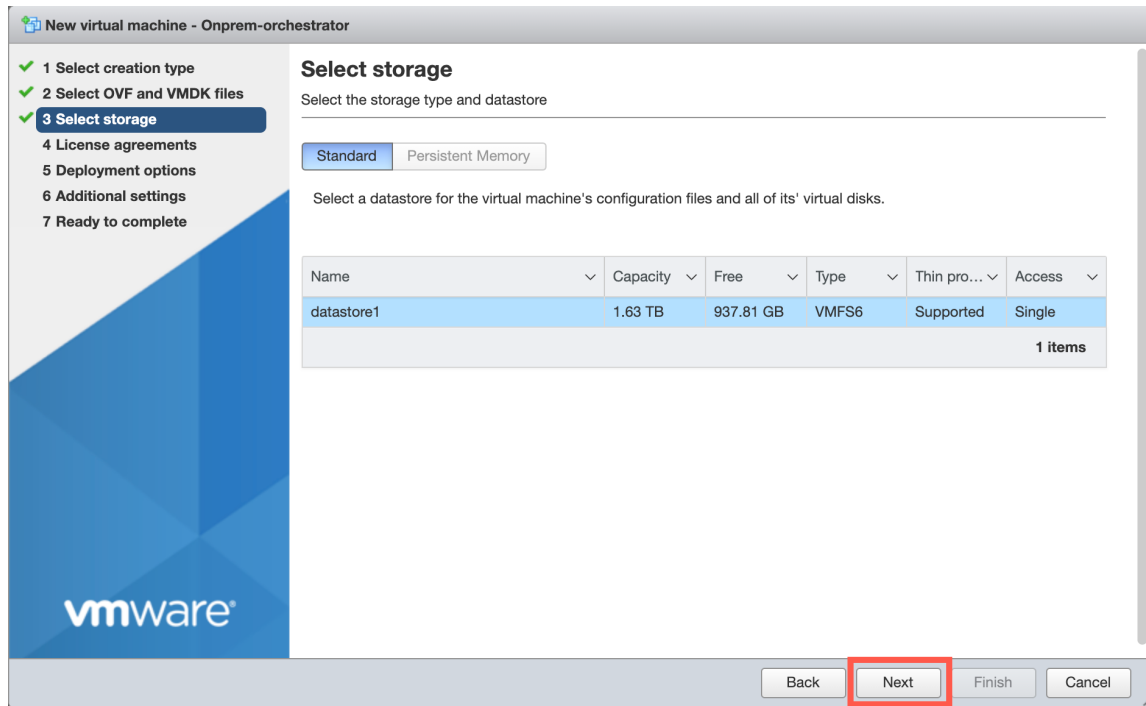 New virtual machine - Onprem-orchestrator
1 Select creation type
2 Select OVF and VMDK files
3 Select storage
4 License agreements
5 Deployment options
6 Additional settings
7 Ready to complete
vmware®
Select storage
Select the storage type and datastore
Standard Persistent Memory
Select a datastore for the virtual machine's configuration files and all of its' virtual disks.
Name Capacity Free Type Thin pro... Access
datastore1 1.63 TB 937.81 GB VMFS6 Supported Single
1 items
Back Next Finish Cancel